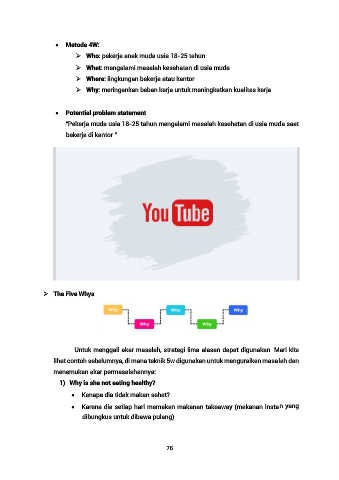 • Metode 4W:
➢ Who: pekerja anak muda usia 18-25 tahun
➢ What: mengalami masalah kesehatan di usia muda
➢ Where: lingkungan bekerja atau kantor
➢ Why: meringankan beban kerja untuk meningkatkan kualitas kerja
• Potential problem statement
"Pekerja muda usia 18-25 tahun mengalami masalah kesehatan di usia muda saat
bekerja di kantor "
You Tube
➢ The Five Whys
Why Why Why
Why Why
Untuk menggali akar masalah, strategi lima alasan dapat digunakan Mari kita
lihat contoh sebelumnya, di mana teknik 5w digunakan untuk menguraikan masalah dan
menemukan akar permasalahannya:
1) Why is she not eating healthy?
• Kenapa dia tidak makan sehat?
• Karena dia setiap hari memakan makanan takeaway (makanan instan yang
dibungkus untuk dibawa pulang)
76